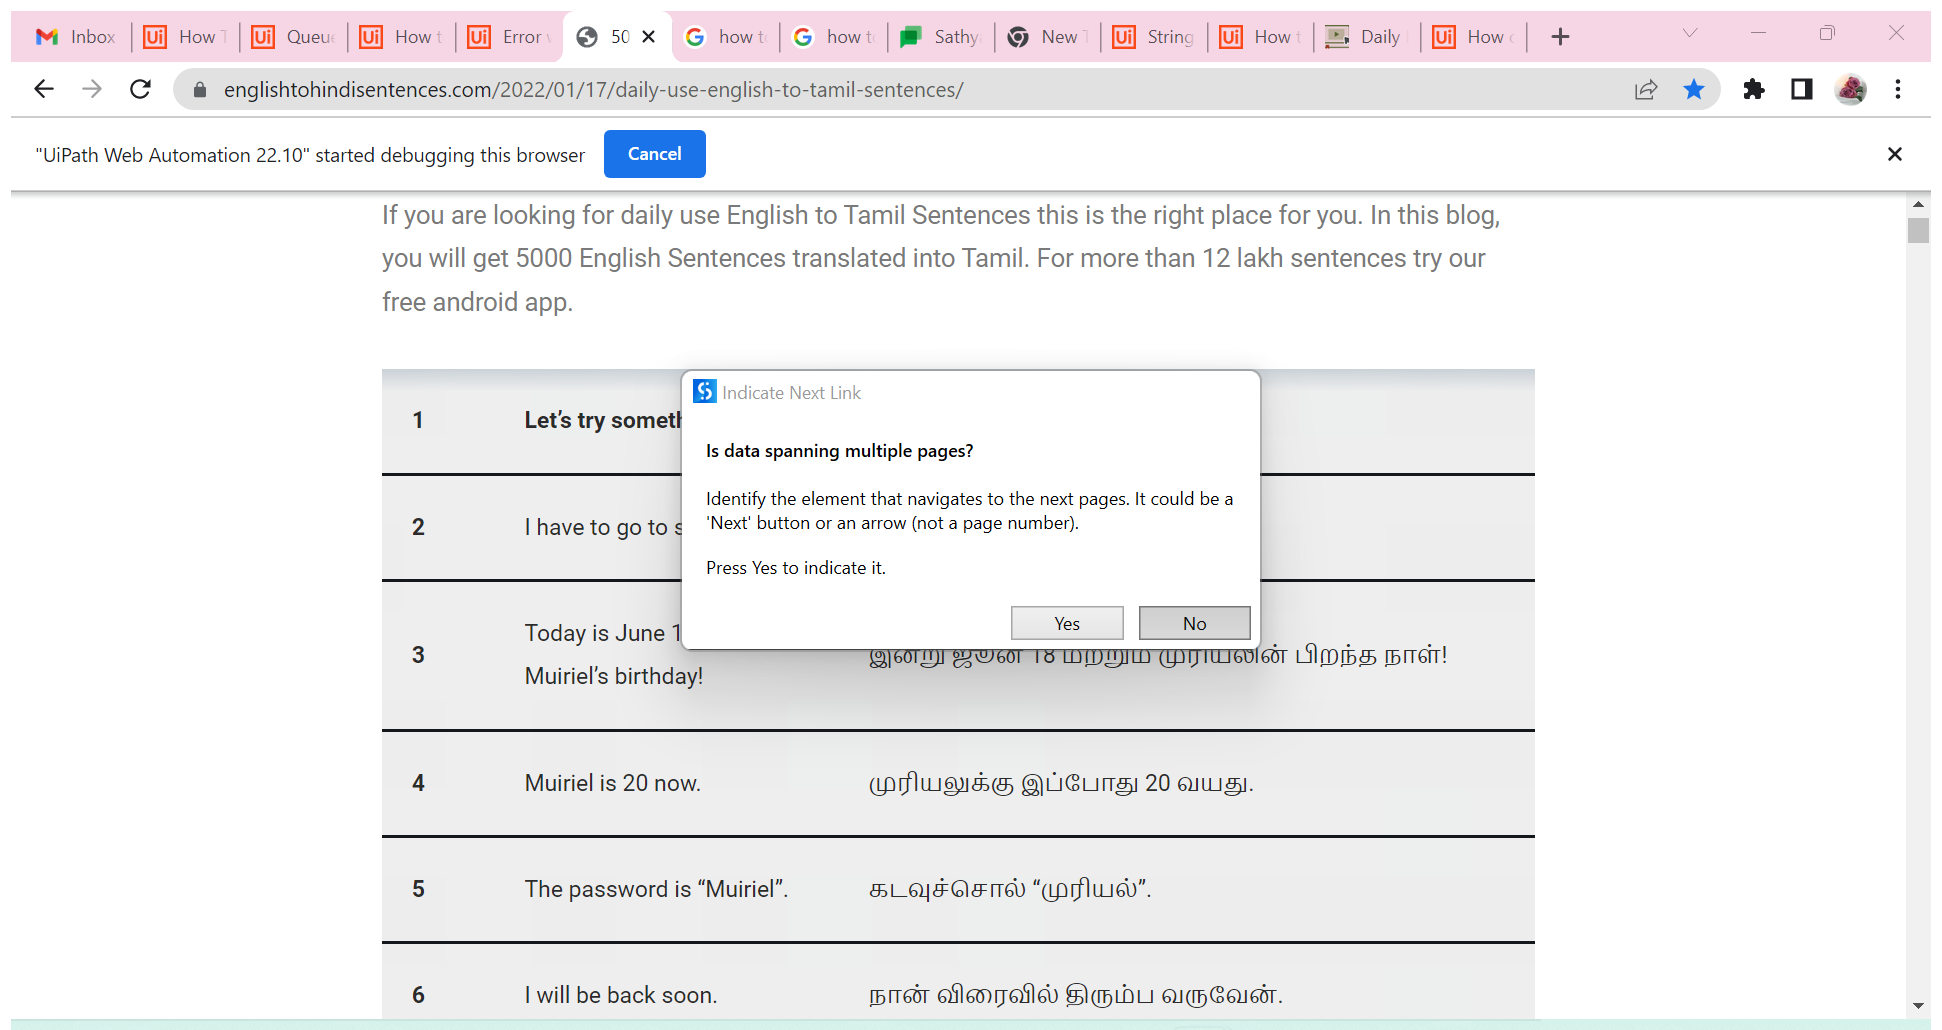 Inbox
How T
Queue
How t
Error
50
how to
how to
Sathya
New T
String
How t
Daily
How
englishtohindisentences.com/2022/01/17/daily-use-english-to-tamil-sentences/
"UiPath Web Automation 22.10" started debugging this browser
Cancel
If you are looking for daily use English to Tamil Sentences this is the right place for you. In this blog,
you will get 5000 English Sentences translated into Tamil. For more than 12 lakh sentences try our
free android app.
Indicate Next Link
Is data spanning multiple pages?
Identify the element that navigates to the next pages. It could be a
'Next' button or an arrow (not a page number).
Press Yes to indicate it.
Yes
No
1 Let’s try someth
2 I have to go to s
3 Today is June 1
Muiriel’s birthday!
இன்று ஜூன் 18 மற்றும் முரியலின் பிறந்த நாள்!
4 Muiriel is 20 now. முரியலுக்கு இப்போது 20 வயது.
5 The password is “Muiriel”. கடவுச்சொல் “முரியல்”.
6 I will be back soon. நான் விரைவில் திரும்ப வருவேன்.